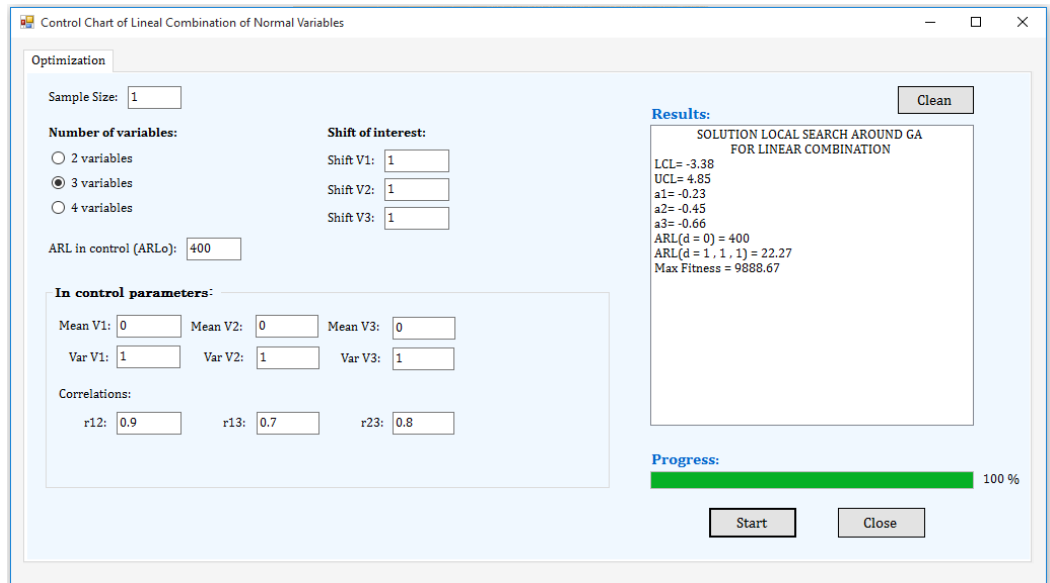 Control Chart of Lineal Combination of Normal Variables
Optimization
Sample Size: 1
Clean
Number of variables:
2 variables
3 variables
4 variables
Shift of interest:
Shift V1: 1
Shift V2: 1
Shift V3: 1
ARL in control (ARLo): 400
In control parameters:
Mean V1: 0 Mean V2: 0 Mean V3: 0
Var V1: 1 Var V2: 1 Var V3: 1
Correlations:
r12: 0.9 r13: 0.7 r23: 0.8
Results:
SOLUTION LOCAL SEARCH AROUND GA
FOR LINEAR COMBINATION
LCL= -3.38
UCL= 4.85
a1= -0.23
a2= -0.45
a3= -0.66
ARL(d = 0) = 400
ARL(d = 1 , 1 , 1) = 22.27
Max Fitness = 9888.67
Progress:
100 %
Start Close